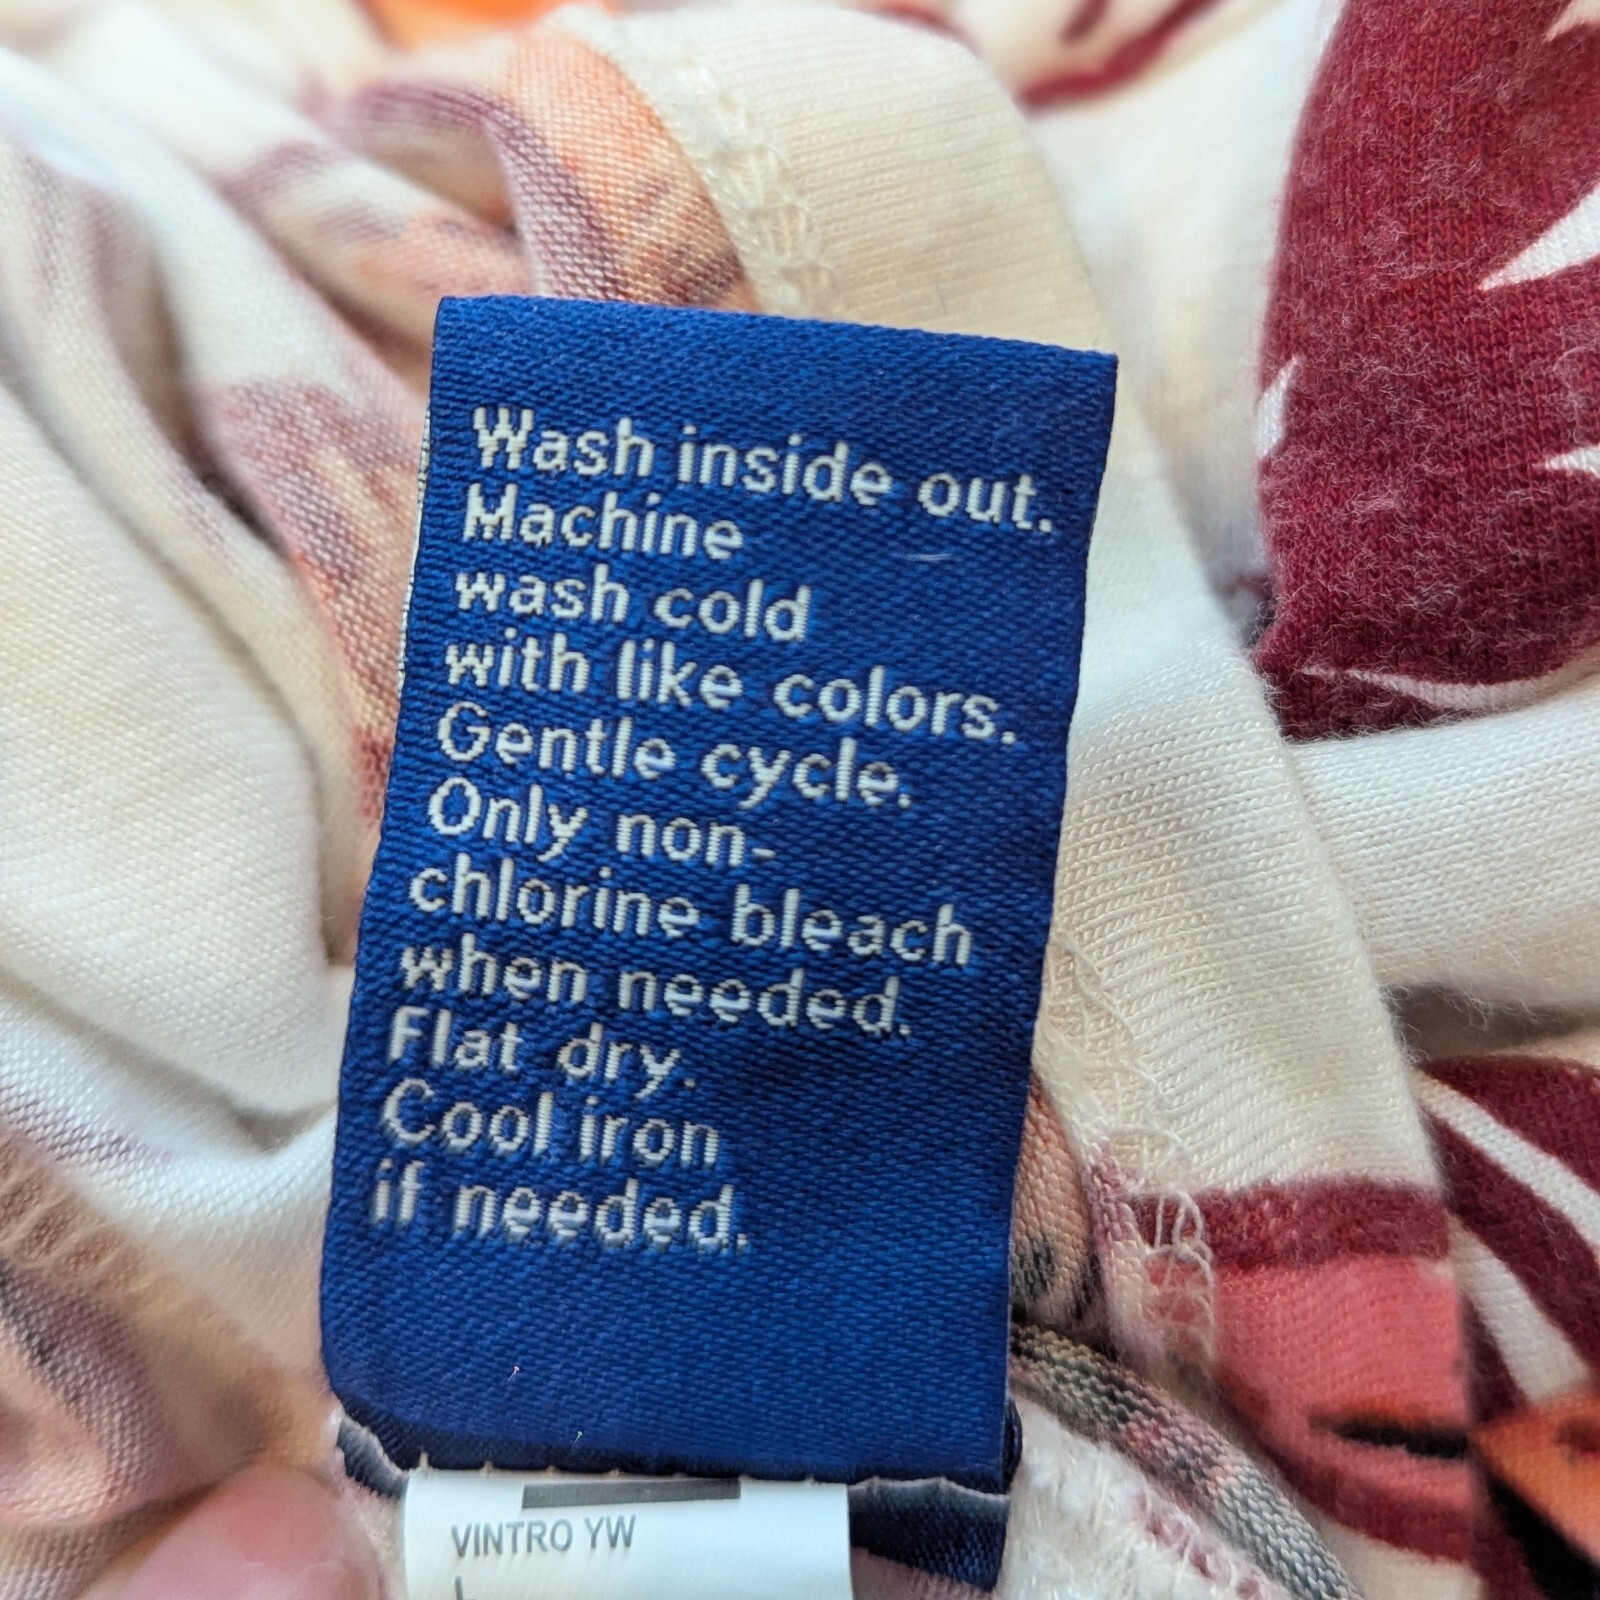 Wash inside out.
Machine
wash cold
with like colors.
Gentle cycle.
Only non-
chlorine bleach
when needed.
Flat dry.
Cool iron
if needed.
VINTRO YW